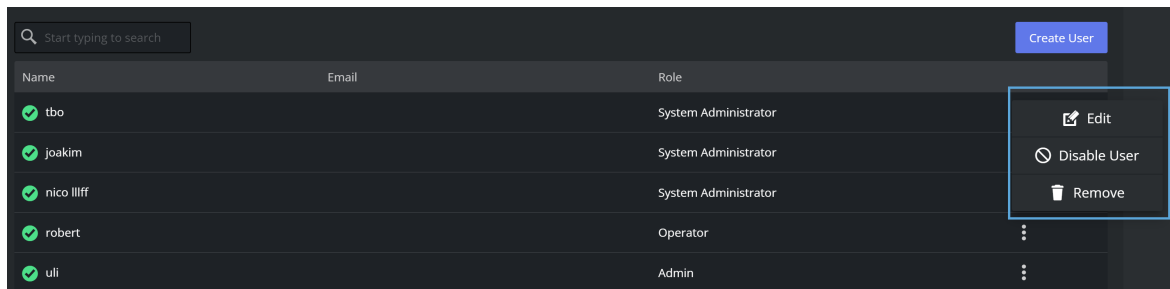 Start typing to search
Create User
Name Email Role
tbo System Administrator
joakim System Administrator
nico lllff System Administrator
robert Operator
uli Admin
Edit
Disable User
Remove